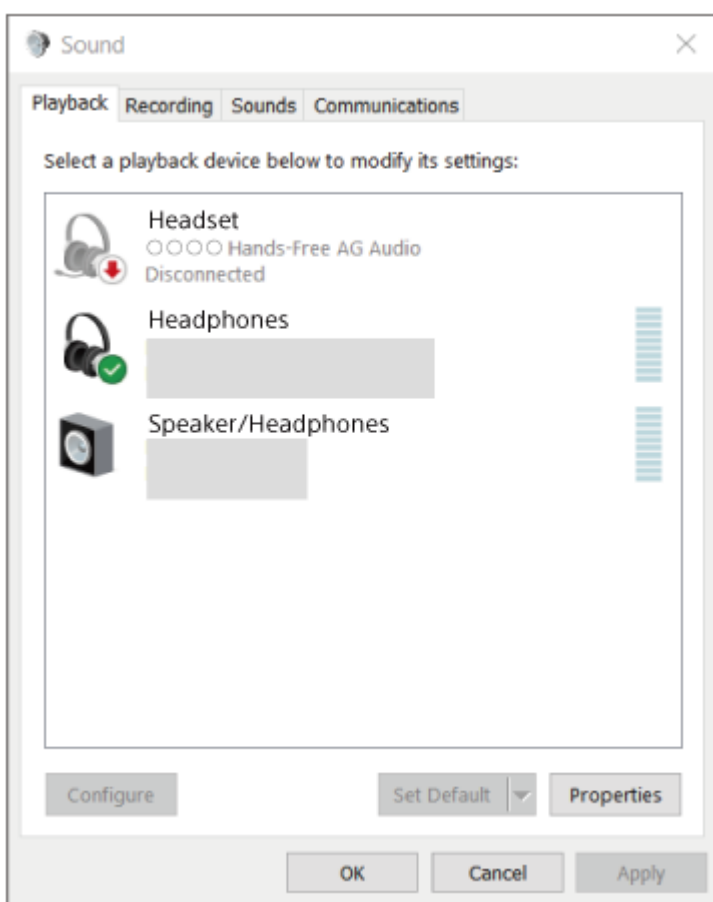 Sound
Playback Recording Sounds Communications
Select a playback device below to modify its settings:
Headset
○○○○ Hands-Free AG Audio
Disconnected
Headphones
Speaker/Headphones
Configure Set Default Properties
OK Cancel Apply